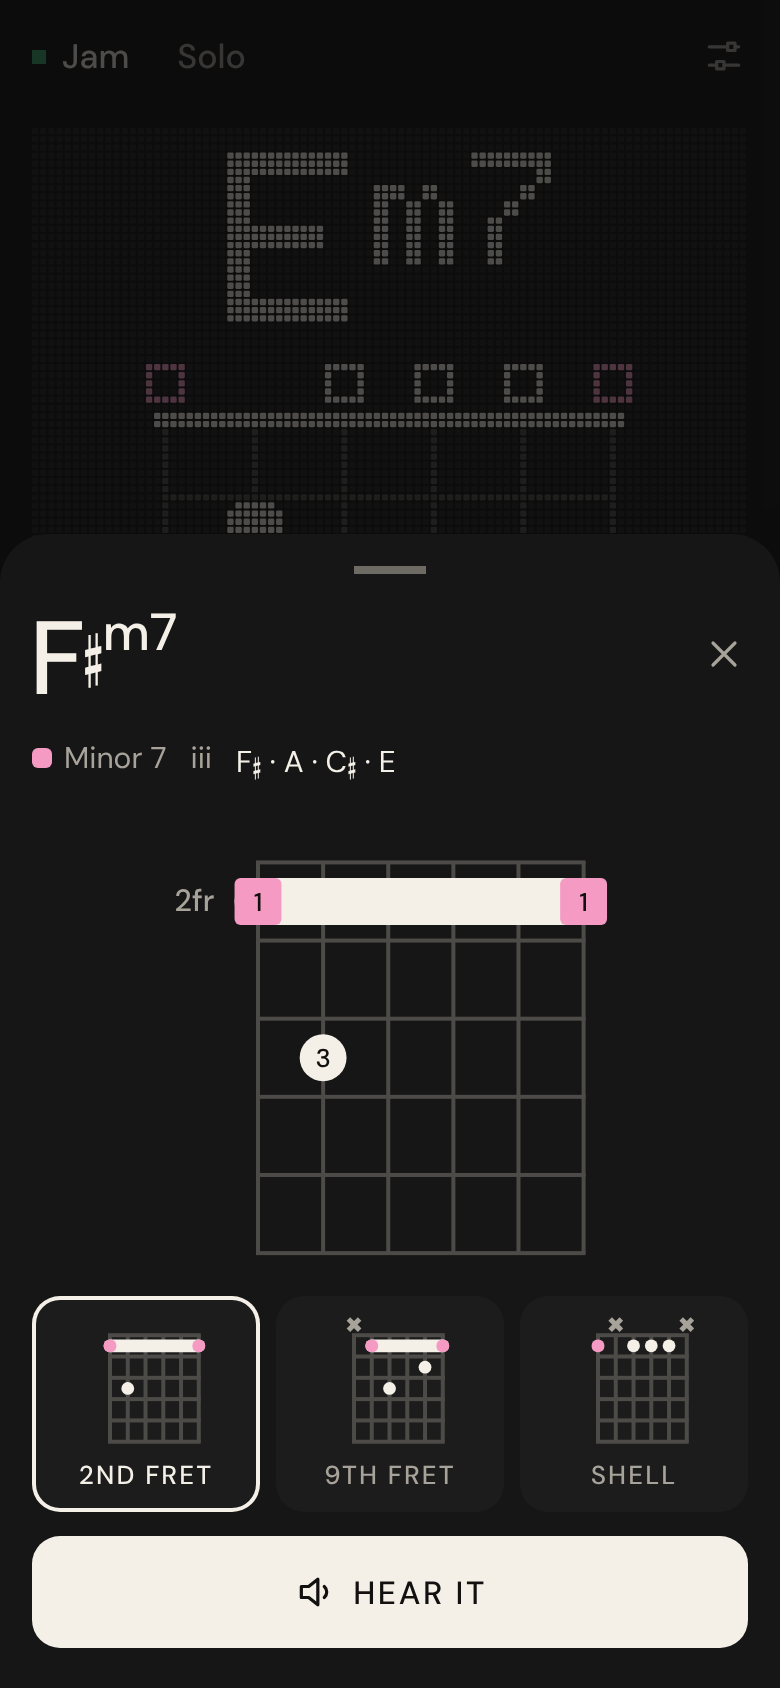 Jam Solo
Em7
F♯m7
Minor 7 iii F♯ · A · C♯ · E
2fr 1 1
3
2ND FRET 9TH FRET SHELL
HEAR IT